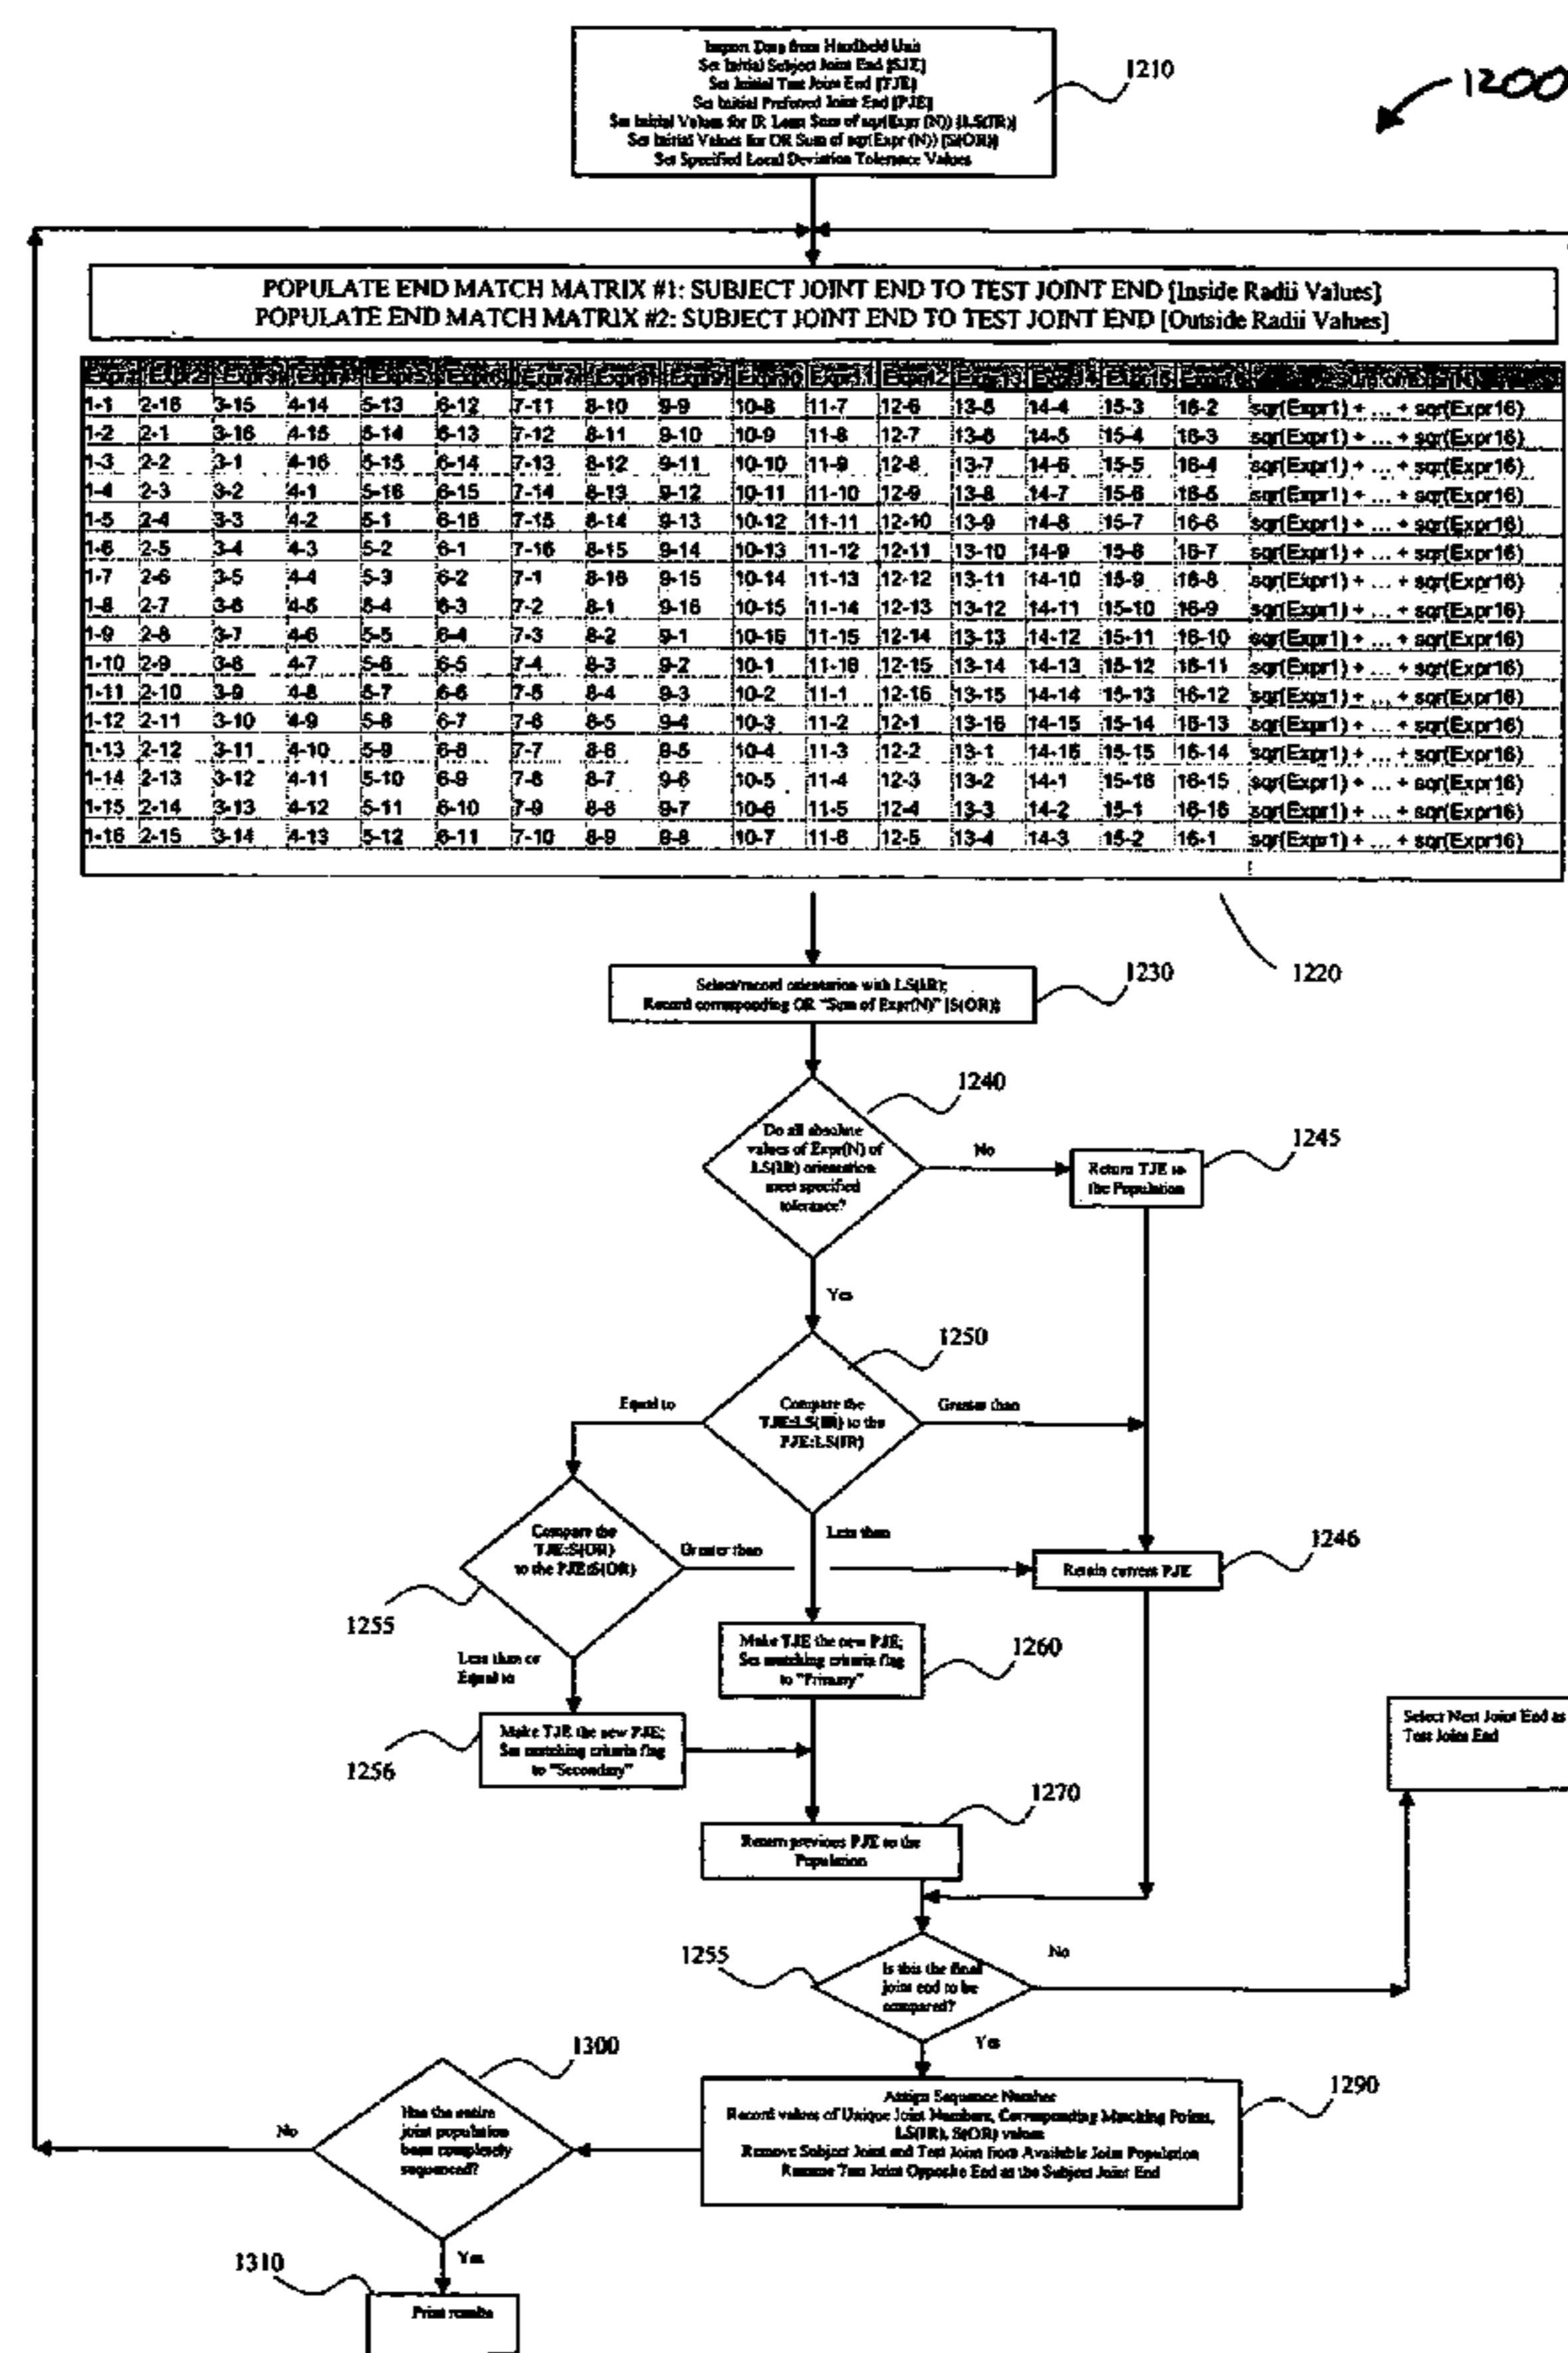 1200
Import Data from Handheld Unit
Set Initial Subject Joint End [SJE]
Set Initial Test Joint End [TJE]
Set Initial Preferred Joint End [PJE]
Set Initial Values for IR Least Sum of sqr(Expr (N)) [LS(IR)]
Set Initial Values for OR Sum of sqr(Expr (N)) [S(OR)]
Set Specified Local Deviation Tolerance Values
1210
POPULATE END MATCH MATRIX #1: SUBJECT JOINT END TO TEST JOINT END [Inside Radii Values]
POPULATE END MATCH MATRIX #2: SUBJECT JOINT END TO TEST JOINT END [Outside Radii Values]
Expr1 Expr2 Expr3 Expr4 Expr5 Expr6 Expr7 Expr8 Expr9 Expr10 Expr11 Expr12 Expr13 Expr14 Expr15 Expr16 Sum of Expr(N)
1-1 2-16 3-15 4-14 5-13 6-12 7-11 8-10 9-9 10-8 11-7 12-6 13-5 14-4 15-3 16-2 sqr(Expr1) + ... + sqr(Expr16)
1-2 2-1 3-16 4-15 5-14 6-13 7-12 8-11 9-10 10-9 11-8 12-7 13-6 14-5 15-4 16-3 sqr(Expr1) + ... + sqr(Expr16)
1-3 2-2 3-1 4-16 5-15 6-14 7-13 8-12 9-11 10-10 11-9 12-8 13-7 14-6 15-5 16-4 sqr(Expr1) + ... + sqr(Expr16)
1-4 2-3 3-2 4-1 5-16 6-15 7-14 8-13 9-12 10-11 11-10 12-9 13-8 14-7 15-6 16-5 sqr(Expr1) + ... + sqr(Expr16)
1-5 2-4 3-3 4-2 5-1 6-16 7-15 8-14 9-13 10-12 11-11 12-10 13-9 14-8 15-7 16-6 sqr(Expr1) + ... + sqr(Expr16)
1-6 2-5 3-4 4-3 5-2 6-1 7-16 8-15 9-14 10-13 11-12 12-11 13-10 14-9 15-8 16-7 sqr(Expr1) + ... + sqr(Expr16)
1-7 2-6 3-5 4-4 5-3 6-2 7-1 8-16 9-15 10-14 11-13 12-12 13-11 14-10 15-9 16-8 sqr(Expr1) + ... + sqr(Expr16)
1-8 2-7 3-6 4-5 5-4 6-3 7-2 8-1 9-16 10-15 11-14 12-13 13-12 14-11 15-10 16-9 sqr(Expr1) + ... + sqr(Expr16)
1-9 2-8 3-7 4-6 5-5 6-4 7-3 8-2 9-1 10-16 11-15 12-14 13-13 14-12 15-11 16-10 sqr(Expr1) + ... + sqr(Expr16)
1-10 2-9 3-8 4-7 5-6 6-5 7-4 8-3 9-2 10-1 11-16 12-15 13-14 14-13 15-12 16-11 sqr(Expr1) + ... + sqr(Expr16)
1-11 2-10 3-9 4-8 5-7 6-6 7-5 8-4 9-3 10-2 11-1 12-16 13-15 14-14 15-13 16-12 sqr(Expr1) + ... + sqr(Expr16)
1-12 2-11 3-10 4-9 5-8 6-7 7-6 8-5 9-4 10-3 11-2 12-1 13-16 14-15 15-14 16-13 sqr(Expr1) + ... + sqr(Expr16)
1-13 2-12 3-11 4-10 5-9 6-8 7-7 8-6 9-5 10-4 11-3 12-2 13-1 14-16 15-15 16-14 sqr(Expr1) + ... + sqr(Expr16)
1-14 2-13 3-12 4-11 5-10 6-9 7-8 8-7 9-6 10-5 11-4 12-3 13-2 14-1 15-16 16-15 sqr(Expr1) + ... + sqr(Expr16)
1-15 2-14 3-13 4-12 5-11 6-10 7-9 8-8 9-7 10-6 11-5 12-4 13-3 14-2 15-1 16-16 sqr(Expr1) + ... + sqr(Expr16)
1-16 2-15 3-14 4-13 5-12 6-11 7-10 8-9 9-8 10-7 11-6 12-5 13-4 14-3 15-2 16-1 sqr(Expr1) + ... + sqr(Expr16)
1220
Select/record orientation with LS(IR);
Record corresponding OR "Sum of Expr(N)" [S(OR)]
1230
1240
Do all absolute
values of Expr(N) of
LS(IR) orientation
meet specified
tolerance?
No
Return TJE to
the Population
1245
Yes
1250
Compare the
TJE:LS(IR) to the
PJE:LS(IR)
Equal to
Greater than
Less than
Compare the
TJE:S(OR)
to the PJE:S(OR)
Greater than
1255
Retain current PJE
1246
Make TJE the new PJE;
Set matching criteria flag
to "Primary"
1260
Less than or
Equal to
Make TJE the new PJE;
Set matching criteria flag
to "Secondary"
1256
Select Next Joint End as
Test Joint End
1270
Return previous PJE to the
Population
1255
Is this the final
joint end to be
compared?
No
Yes
1300
Has the entire
joint population
been completely
sequenced?
No
Assign Sequence Number
Record values of Unique Joint Numbers, Corresponding Matching Points,
LS(IR), S(OR) values
Remove Subject Joint and Test Joint from Available Joint Population
Rename Test Joint Opposite End as the Subject Joint End
1290
Yes
1310
Print results